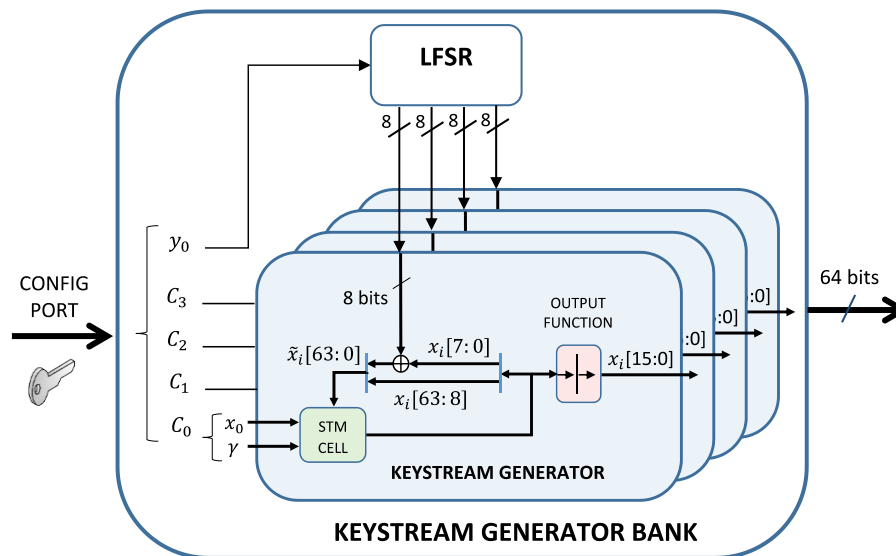 LFSR
8 8 8 8
y₀
CONFIG
PORT
64 bits
C₃
8 bits
OUTPUT
FUNCTION
:0]
:0]
:0]
C₂
x̃ᵢ[63:0]
xᵢ[7:0]
xᵢ[15:0]
C₁
xᵢ[63:8]
C₀
x₀
γ
STM
CELL
KEYSTREAM GENERATOR
KEYSTREAM GENERATOR BANK